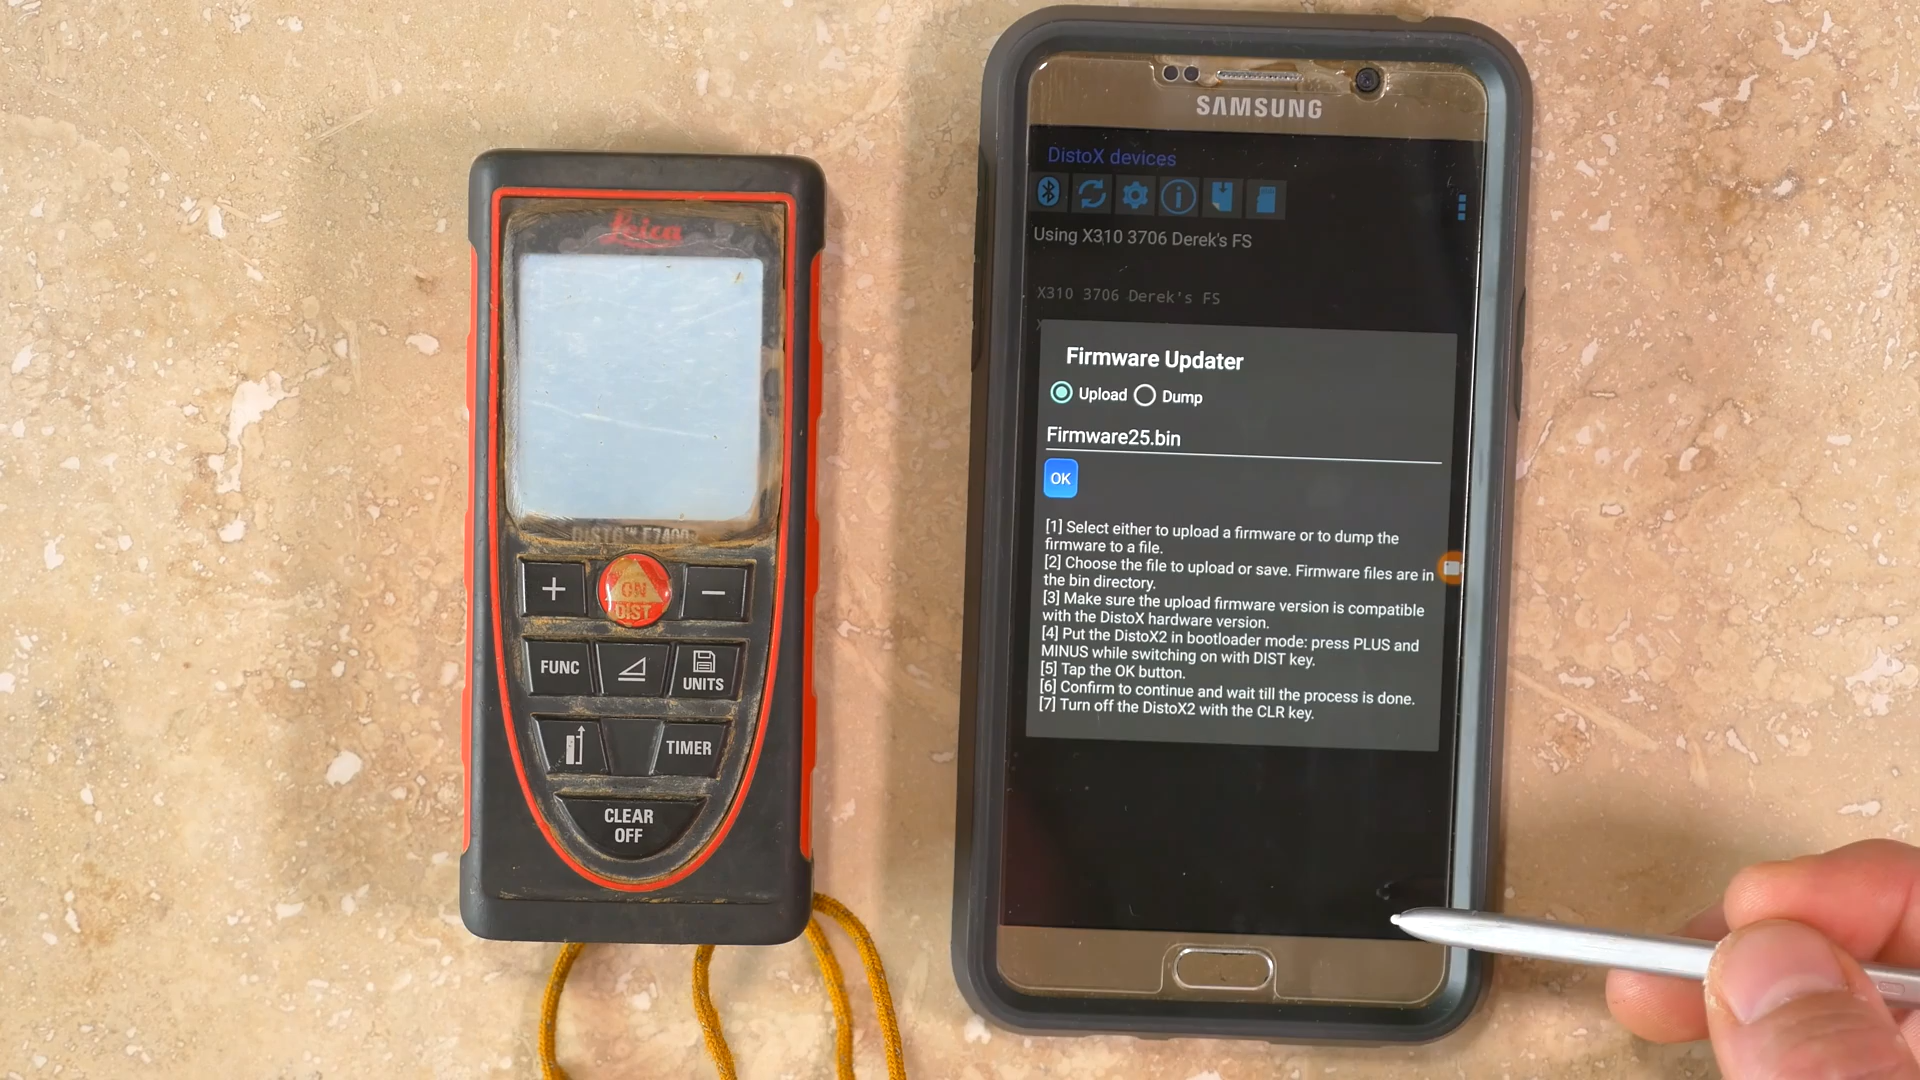 Leica
DISTO™ E7400x
+
ON
DIST
−
FUNC
UNITS
TIMER
CLEAR
OFF
SAMSUNG
DistoX devices
Using X310 3706 Derek's FS
X310 3706 Derek's FS
X
Firmware Updater
Upload Dump
Firmware25.bin
OK
[1] Select either to upload a firmware or to dump the
firmware to a file.
[2] Choose the file to upload or save. Firmware files are in
the bin directory.
[3] Make sure the upload firmware version is compatible
with the DistoX hardware version.
[4] Put the DistoX2 in bootloader mode: press PLUS and
MINUS while switching on with DIST key.
[5] Tap the OK button.
[6] Confirm to continue and wait till the process is done.
[7] Turn off the DistoX2 with the CLR key.